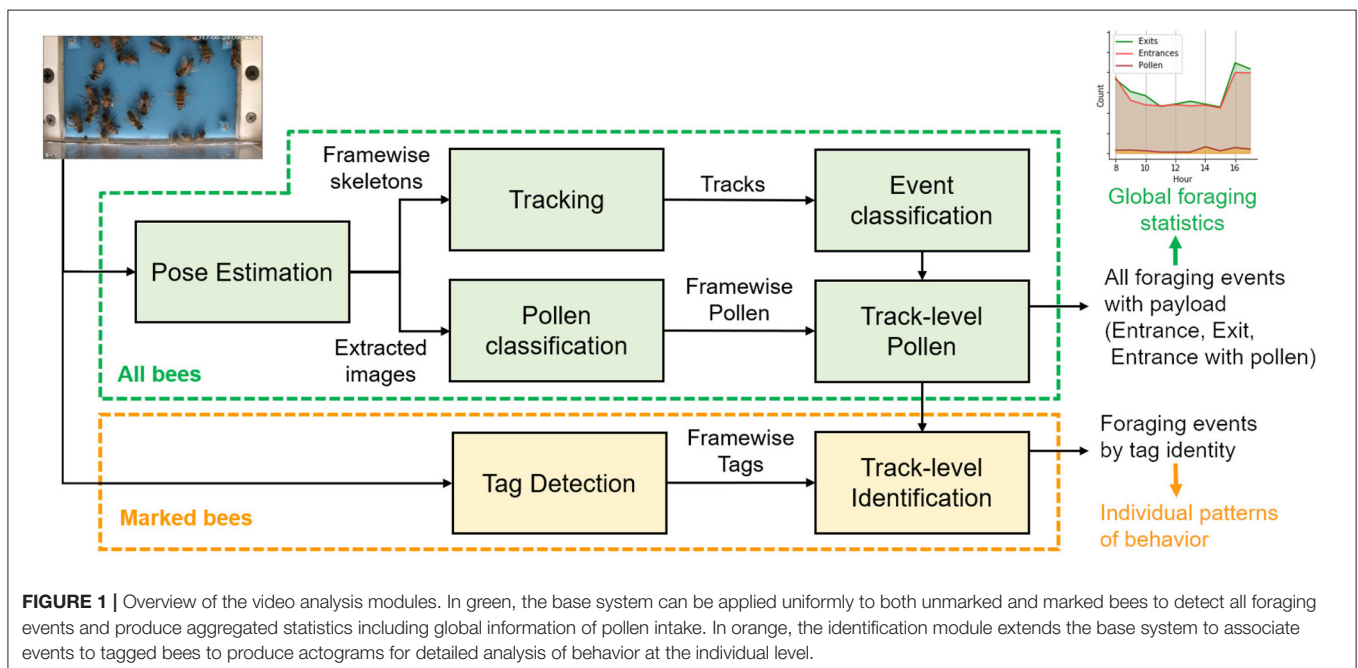 Exits
Entrances
Pollen
Count
8 10 12 14 16
Hour
Global foraging
statistics
Framewise
skeletons
Tracking
Tracks
Event
classification
Pose Estimation
Pollen
classification
Framewise
Pollen
Track-level
Pollen
All foraging events
with payload
(Entrance, Exit,
Entrance with pollen)
Extracted
images
All bees
Tag Detection
Framewise
Tags
Track-level
Identification
Foraging events
by tag identity
Marked bees
Individual patterns
of behavior
FIGURE 1 | Overview of the video analysis modules. In green, the base system can be applied uniformly to both unmarked and marked bees to detect all foraging
events and produce aggregated statistics including global information of pollen intake. In orange, the identification module extends the base system to associate
events to tagged bees to produce actograms for detailed analysis of behavior at the individual level.